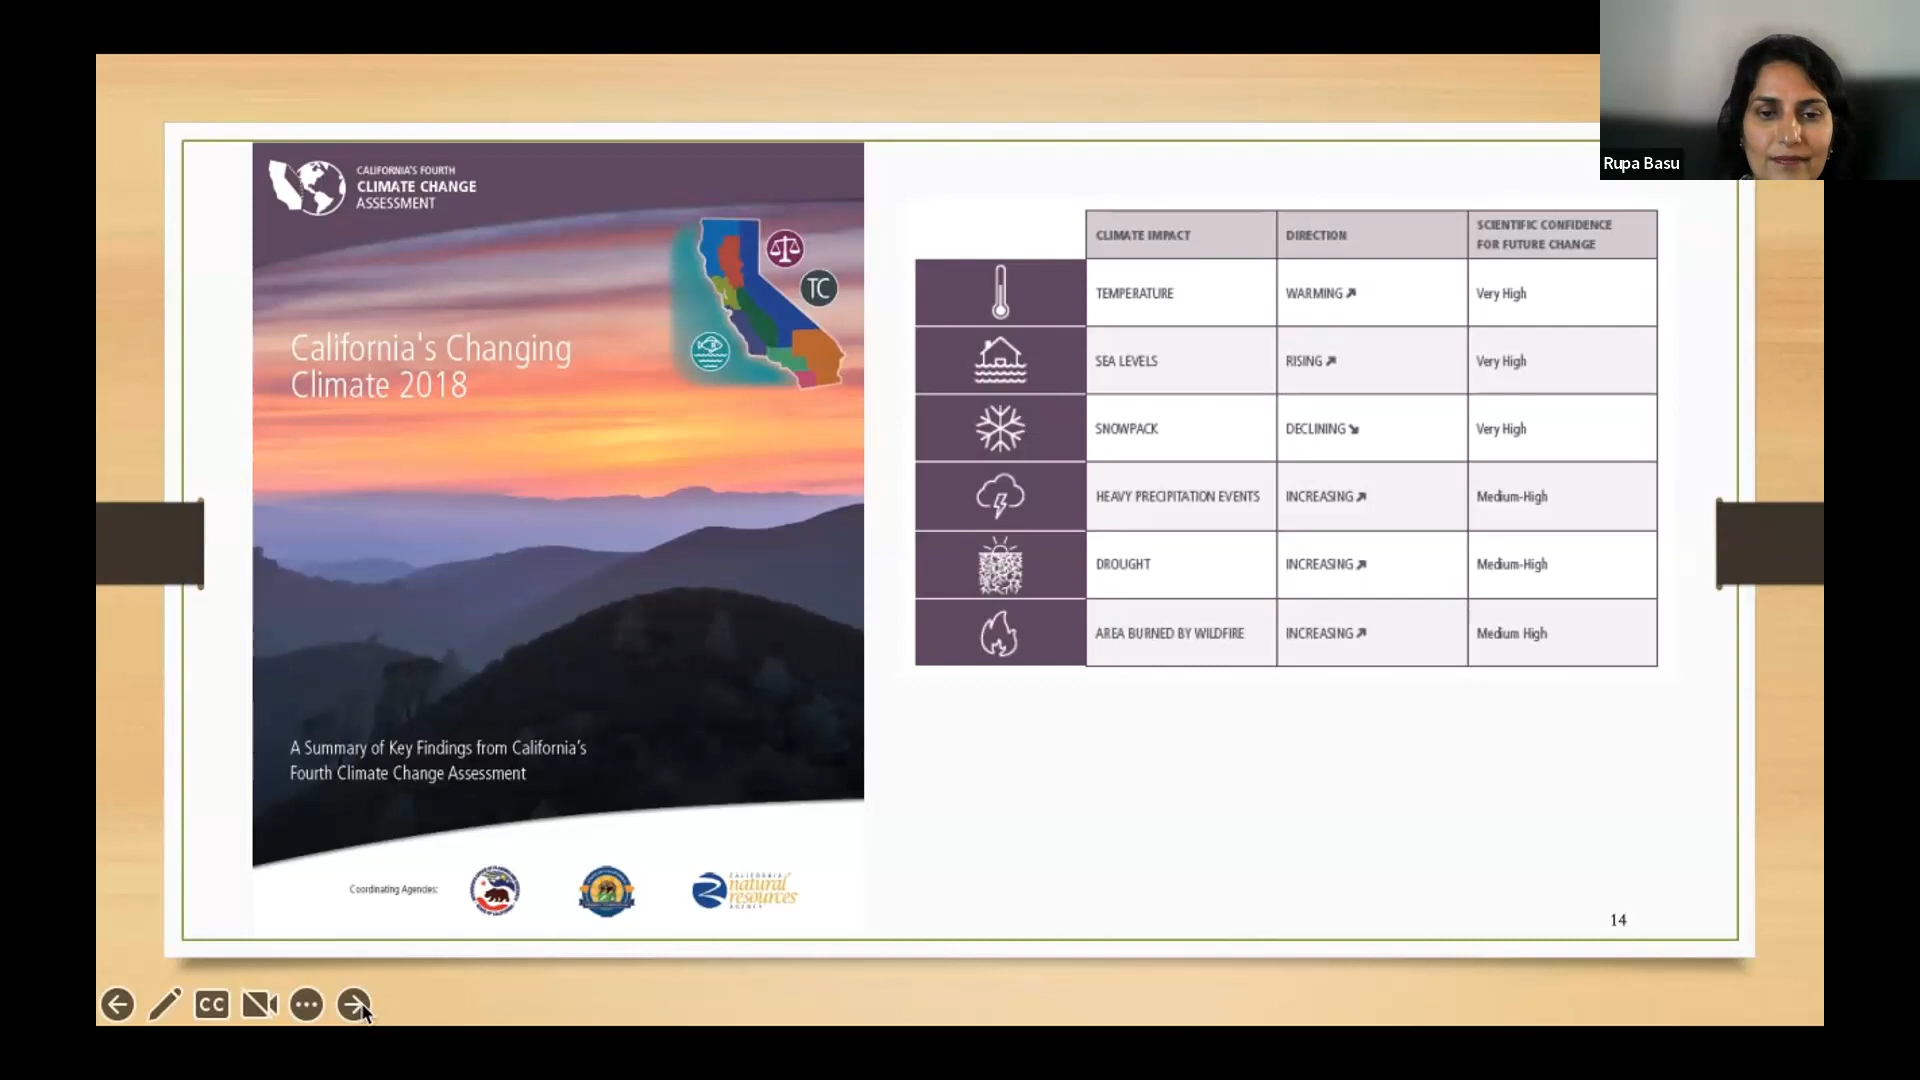 Rupa Basu
CALIFORNIA'S FOURTH
CLIMATE CHANGE
ASSESSMENT
TC
California's Changing
Climate 2018
A Summary of Key Findings from California's
Fourth Climate Change Assessment
Coordinating Agencies:
CALIFORNIA
natural
resources
AGENCY
CLIMATE IMPACT DIRECTION SCIENTIFIC CONFIDENCE
FOR FUTURE CHANGE
TEMPERATURE WARMING Very High
SEA LEVELS RISING Very High
SNOWPACK DECLINING Very High
HEAVY PRECIPITATION EVENTS INCREASING Medium-High
DROUGHT INCREASING Medium-High
AREA BURNED BY WILDFIRE INCREASING Medium High
14
CC